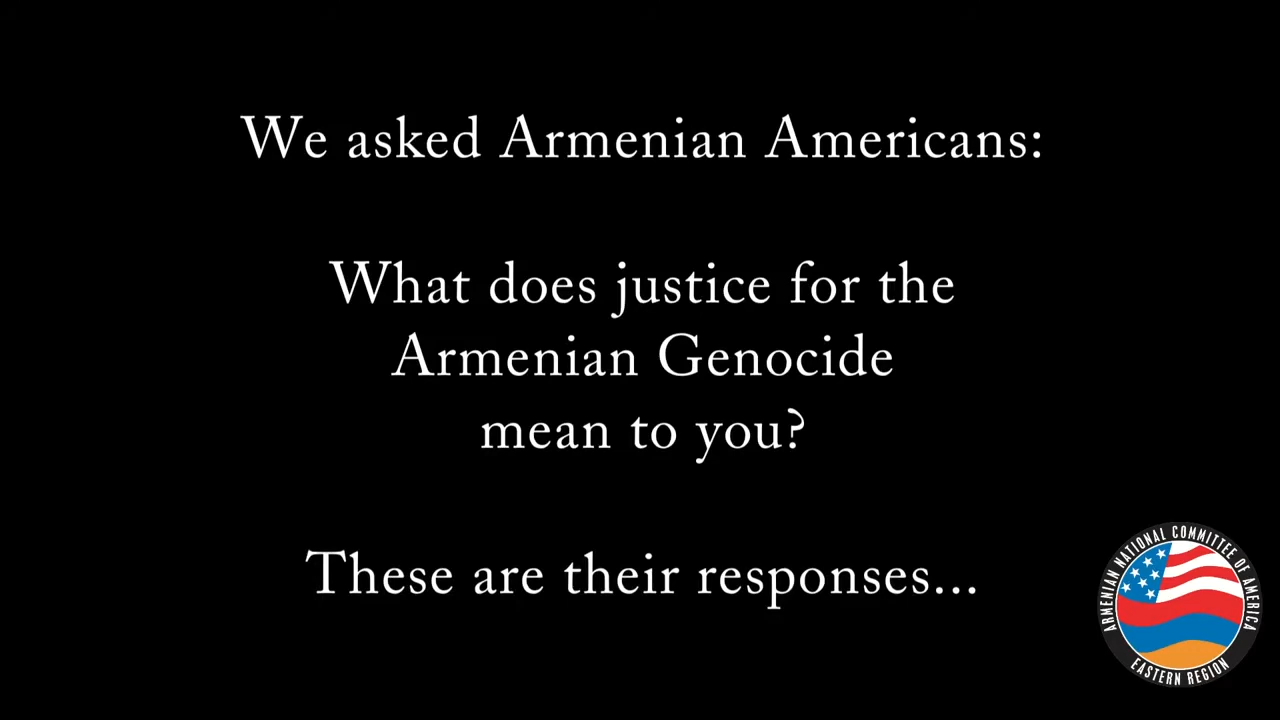 We asked Armenian Americans:
What does justice for the
Armenian Genocide
mean to you?
These are their responses...
ARMENIAN NATIONAL COMMITTEE OF AMERICA
EASTERN REGION